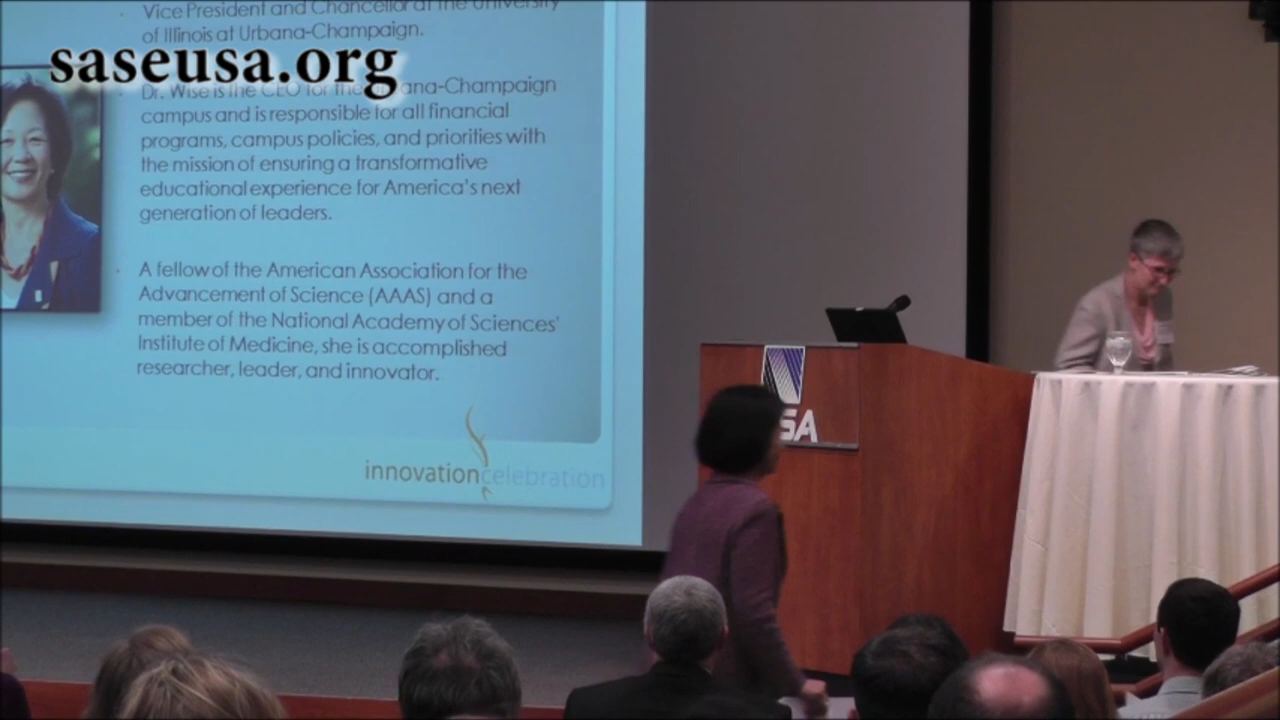 Vice President and Chancellor at the University
of Illinois at Urbana-Champaign.
saseusa.org
Dr. Wise is the CEO for the ana-Champaign
campus and is responsible for all financial
programs, campus policies, and priorities with
the mission of ensuring a transformative
educational experience for America's next
generation of leaders.
A fellow of the American Association for the
Advancement of Science (AAAS) and a
member of the National Academy of Sciences'
Institute of Medicine, she is accomplished
researcher, leader, and innovator.
innovationcelebration
SA